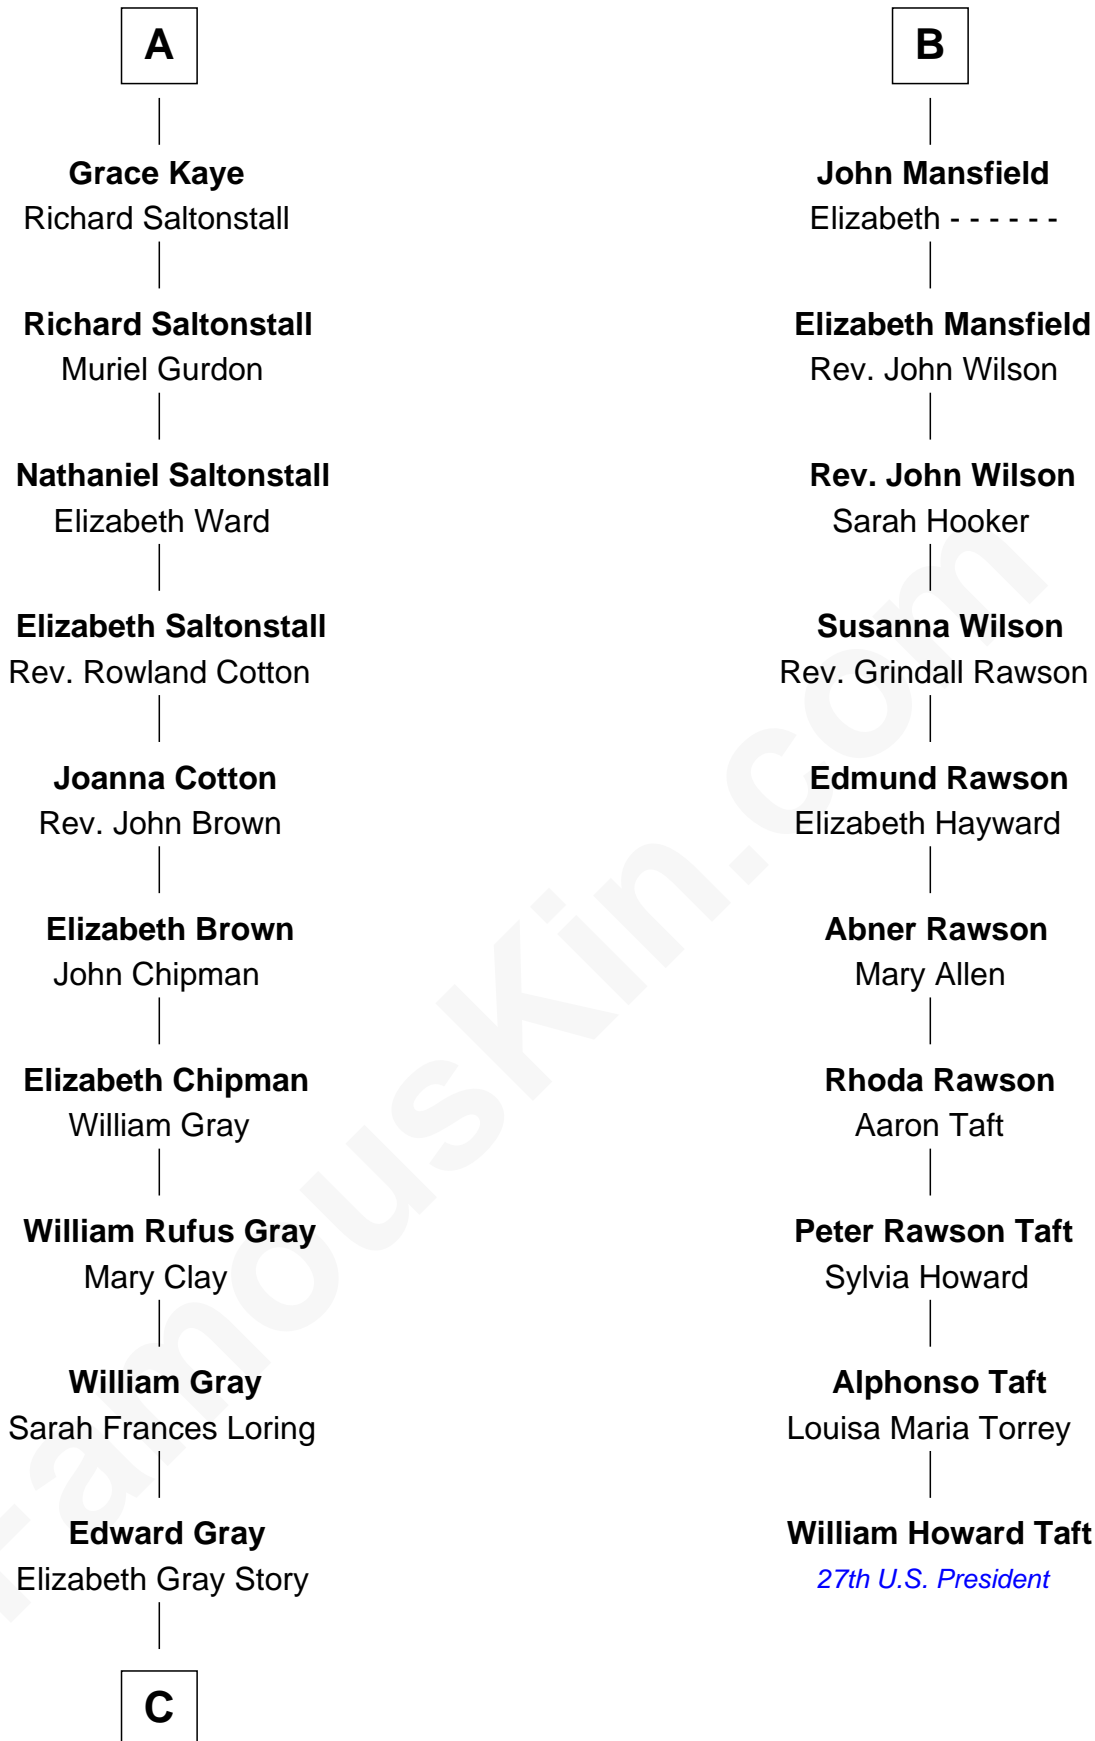 A
Grace Kaye
Richard Saltonstall
Richard Saltonstall
Muriel Gurdon
Nathaniel Saltonstall
Elizabeth Ward
Elizabeth Saltonstall
Rev. Rowland Cotton
Joanna Cotton
Rev. John Brown
Elizabeth Brown
John Chipman
Elizabeth Chipman
William Gray
William Rufus Gray
Mary Clay
William Gray
Sarah Frances Loring
Edward Gray
Elizabeth Gray Story
C
B
John Mansfield
Elizabeth - - - - - -
Elizabeth Mansfield
Rev. John Wilson
Rev. John Wilson
Sarah Hooker
Susanna Wilson
Rev. Grindall Rawson
Edmund Rawson
Elizabeth Hayward
Abner Rawson
Mary Allen
Rhoda Rawson
Aaron Taft
Peter Rawson Taft
Sylvia Howard
Alphonso Taft
Louisa Maria Torrey
William Howard Taft
27th U.S. President
FamousKin.com